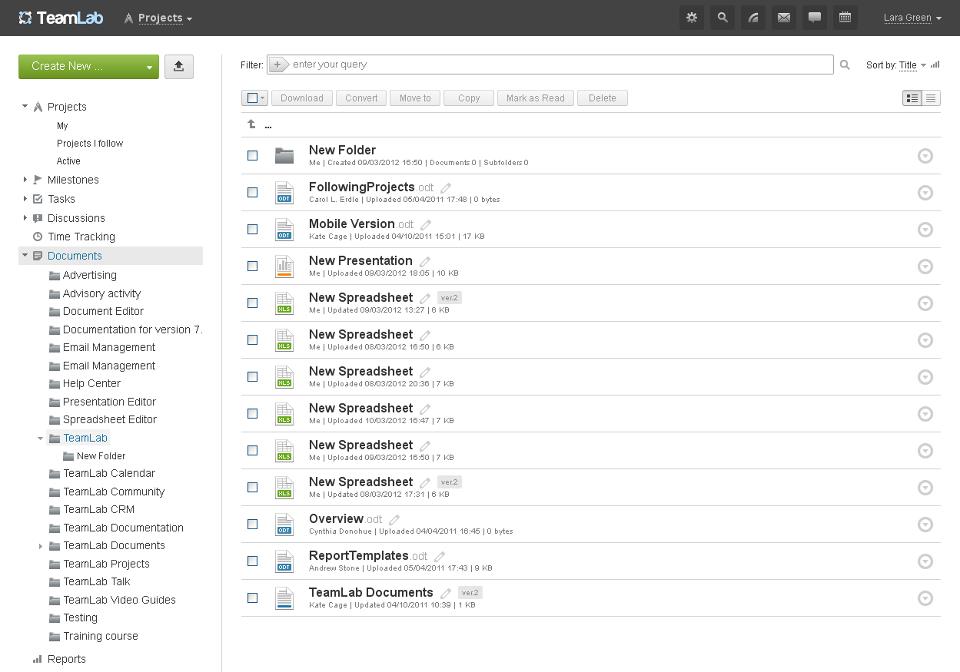 TeamLab
Projects
Lara Green
Create New ...
Projects
My
Projects I follow
Active
Milestones
Tasks
Discussions
Time Tracking
Documents
Advertising
Advisory activity
Document Editor
Documentation for version 7.
Email Management
Email Management
Help Center
Presentation Editor
Spreadsheet Editor
TeamLab
New Folder
TeamLab Calendar
TeamLab Community
TeamLab CRM
TeamLab Documentation
TeamLab Documents
TeamLab Projects
TeamLab Talk
TeamLab Video Guides
Testing
Training course
Reports
Filter: enter your query
Sort by: Title
Download Convert Move to Copy Mark as Read Delete
...
New Folder
Me | Created 09/03/2012 16:50 | Documents 0 | Subfolders 0
ODT
FollowingProjects.odt
Carol L. Erdie | Uploaded 05/04/2011 17:48 | 0 bytes
ODT
Mobile Version.odt
Kate Cage | Uploaded 04/10/2011 15:01 | 17 KB
New Presentation
Me | Uploaded 09/03/2012 18:05 | 10 KB
XLS
New Spreadsheet ver.2
Me | Updated 09/03/2012 13:27 | 6 KB
XLS
New Spreadsheet
Me | Uploaded 08/03/2012 16:50 | 6 KB
XLS
New Spreadsheet
Me | Uploaded 08/03/2012 20:36 | 7 KB
XLS
New Spreadsheet
Me | Uploaded 10/03/2012 16:47 | 7 KB
XLS
New Spreadsheet
Me | Uploaded 09/03/2012 16:50 | 7 KB
XLS
New Spreadsheet ver.2
Me | Updated 08/03/2012 17:31 | 6 KB
ODT
Overview.odt
Cynthia Donohue | Uploaded 04/04/2011 16:45 | 0 bytes
ODT
ReportTemplates.odt
Andrew Stone | Uploaded 05/04/2011 17:43 | 9 KB
TeamLab Documents ver.2
Kate Cage | Updated 04/10/2011 10:39 | 1 KB